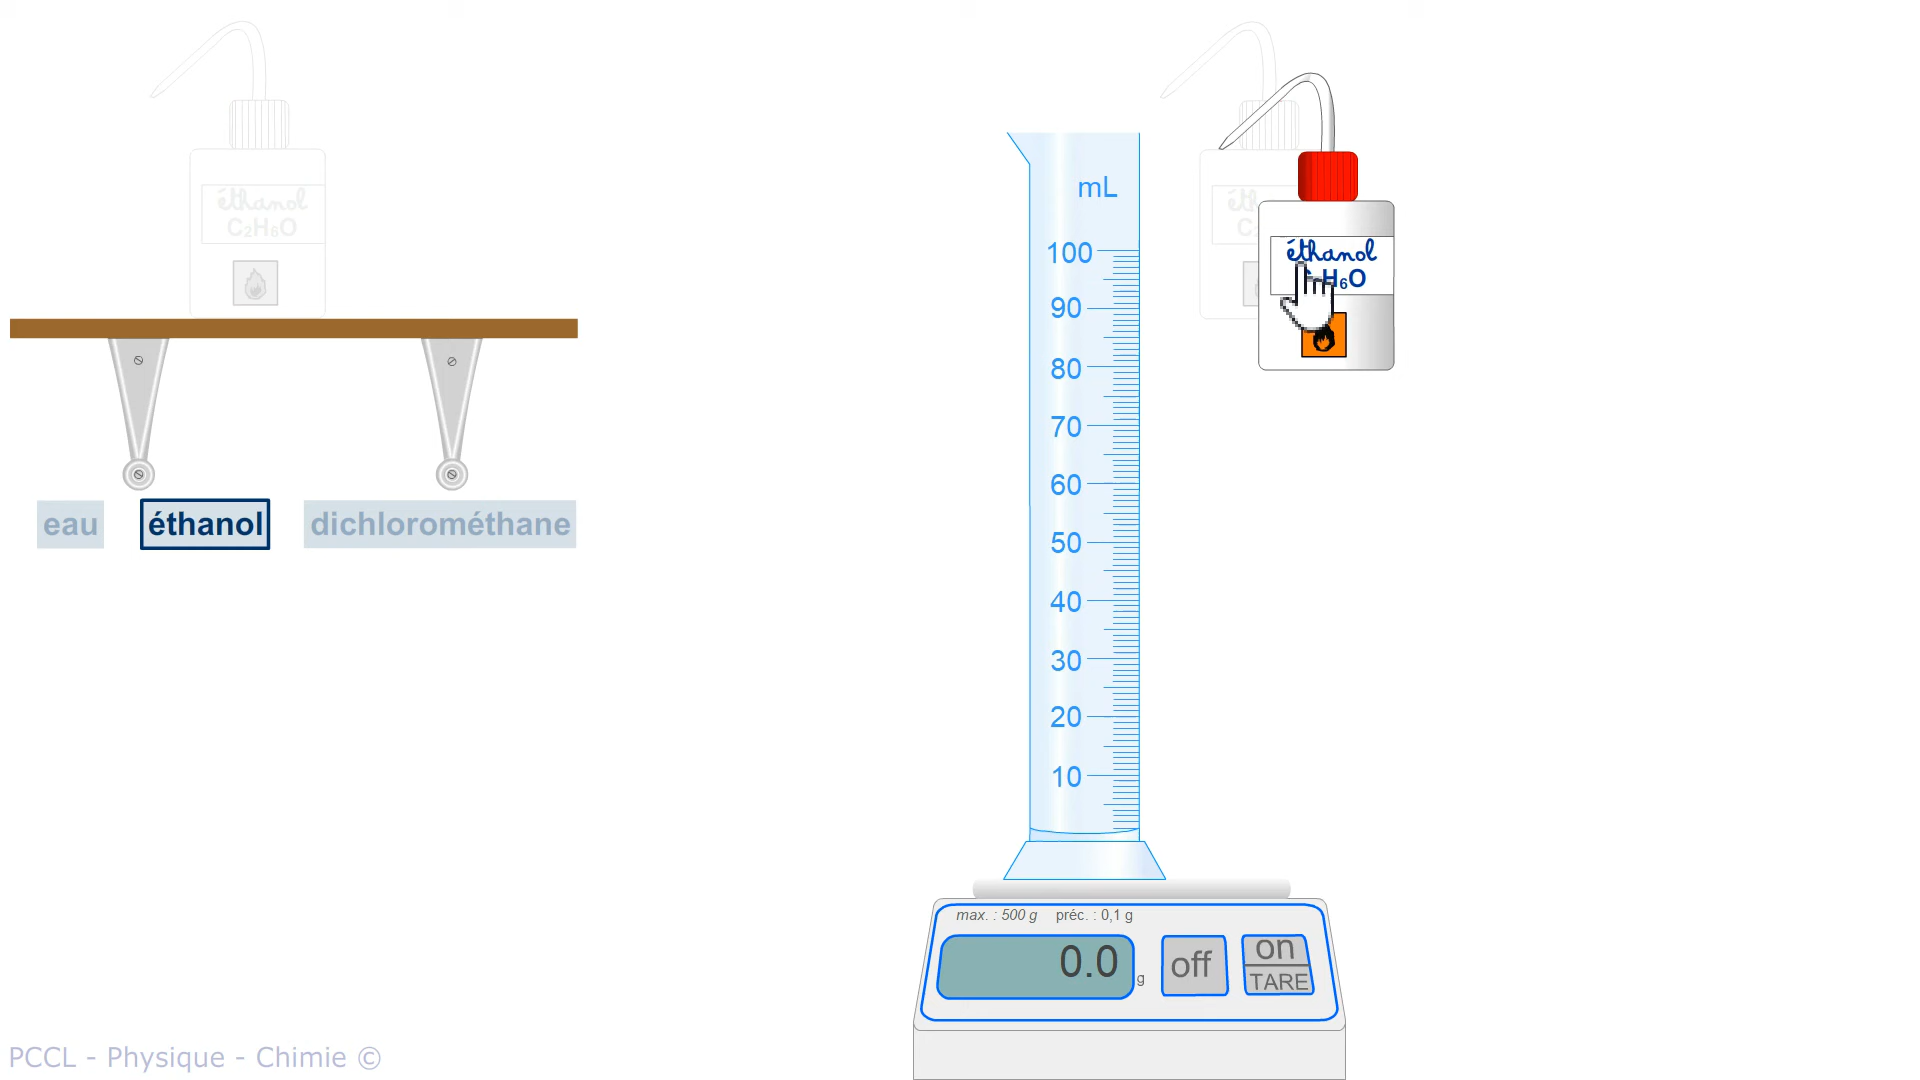 éthanol
C₂H₆O
eau
éthanol
dichlorométhane
mL
100
90
80
70
60
50
40
30
20
10
éthanol
H₆O
max. : 500 g préc. : 0,1 g
0.0 g
off
on
TARE
PCCL - Physique - Chimie ©